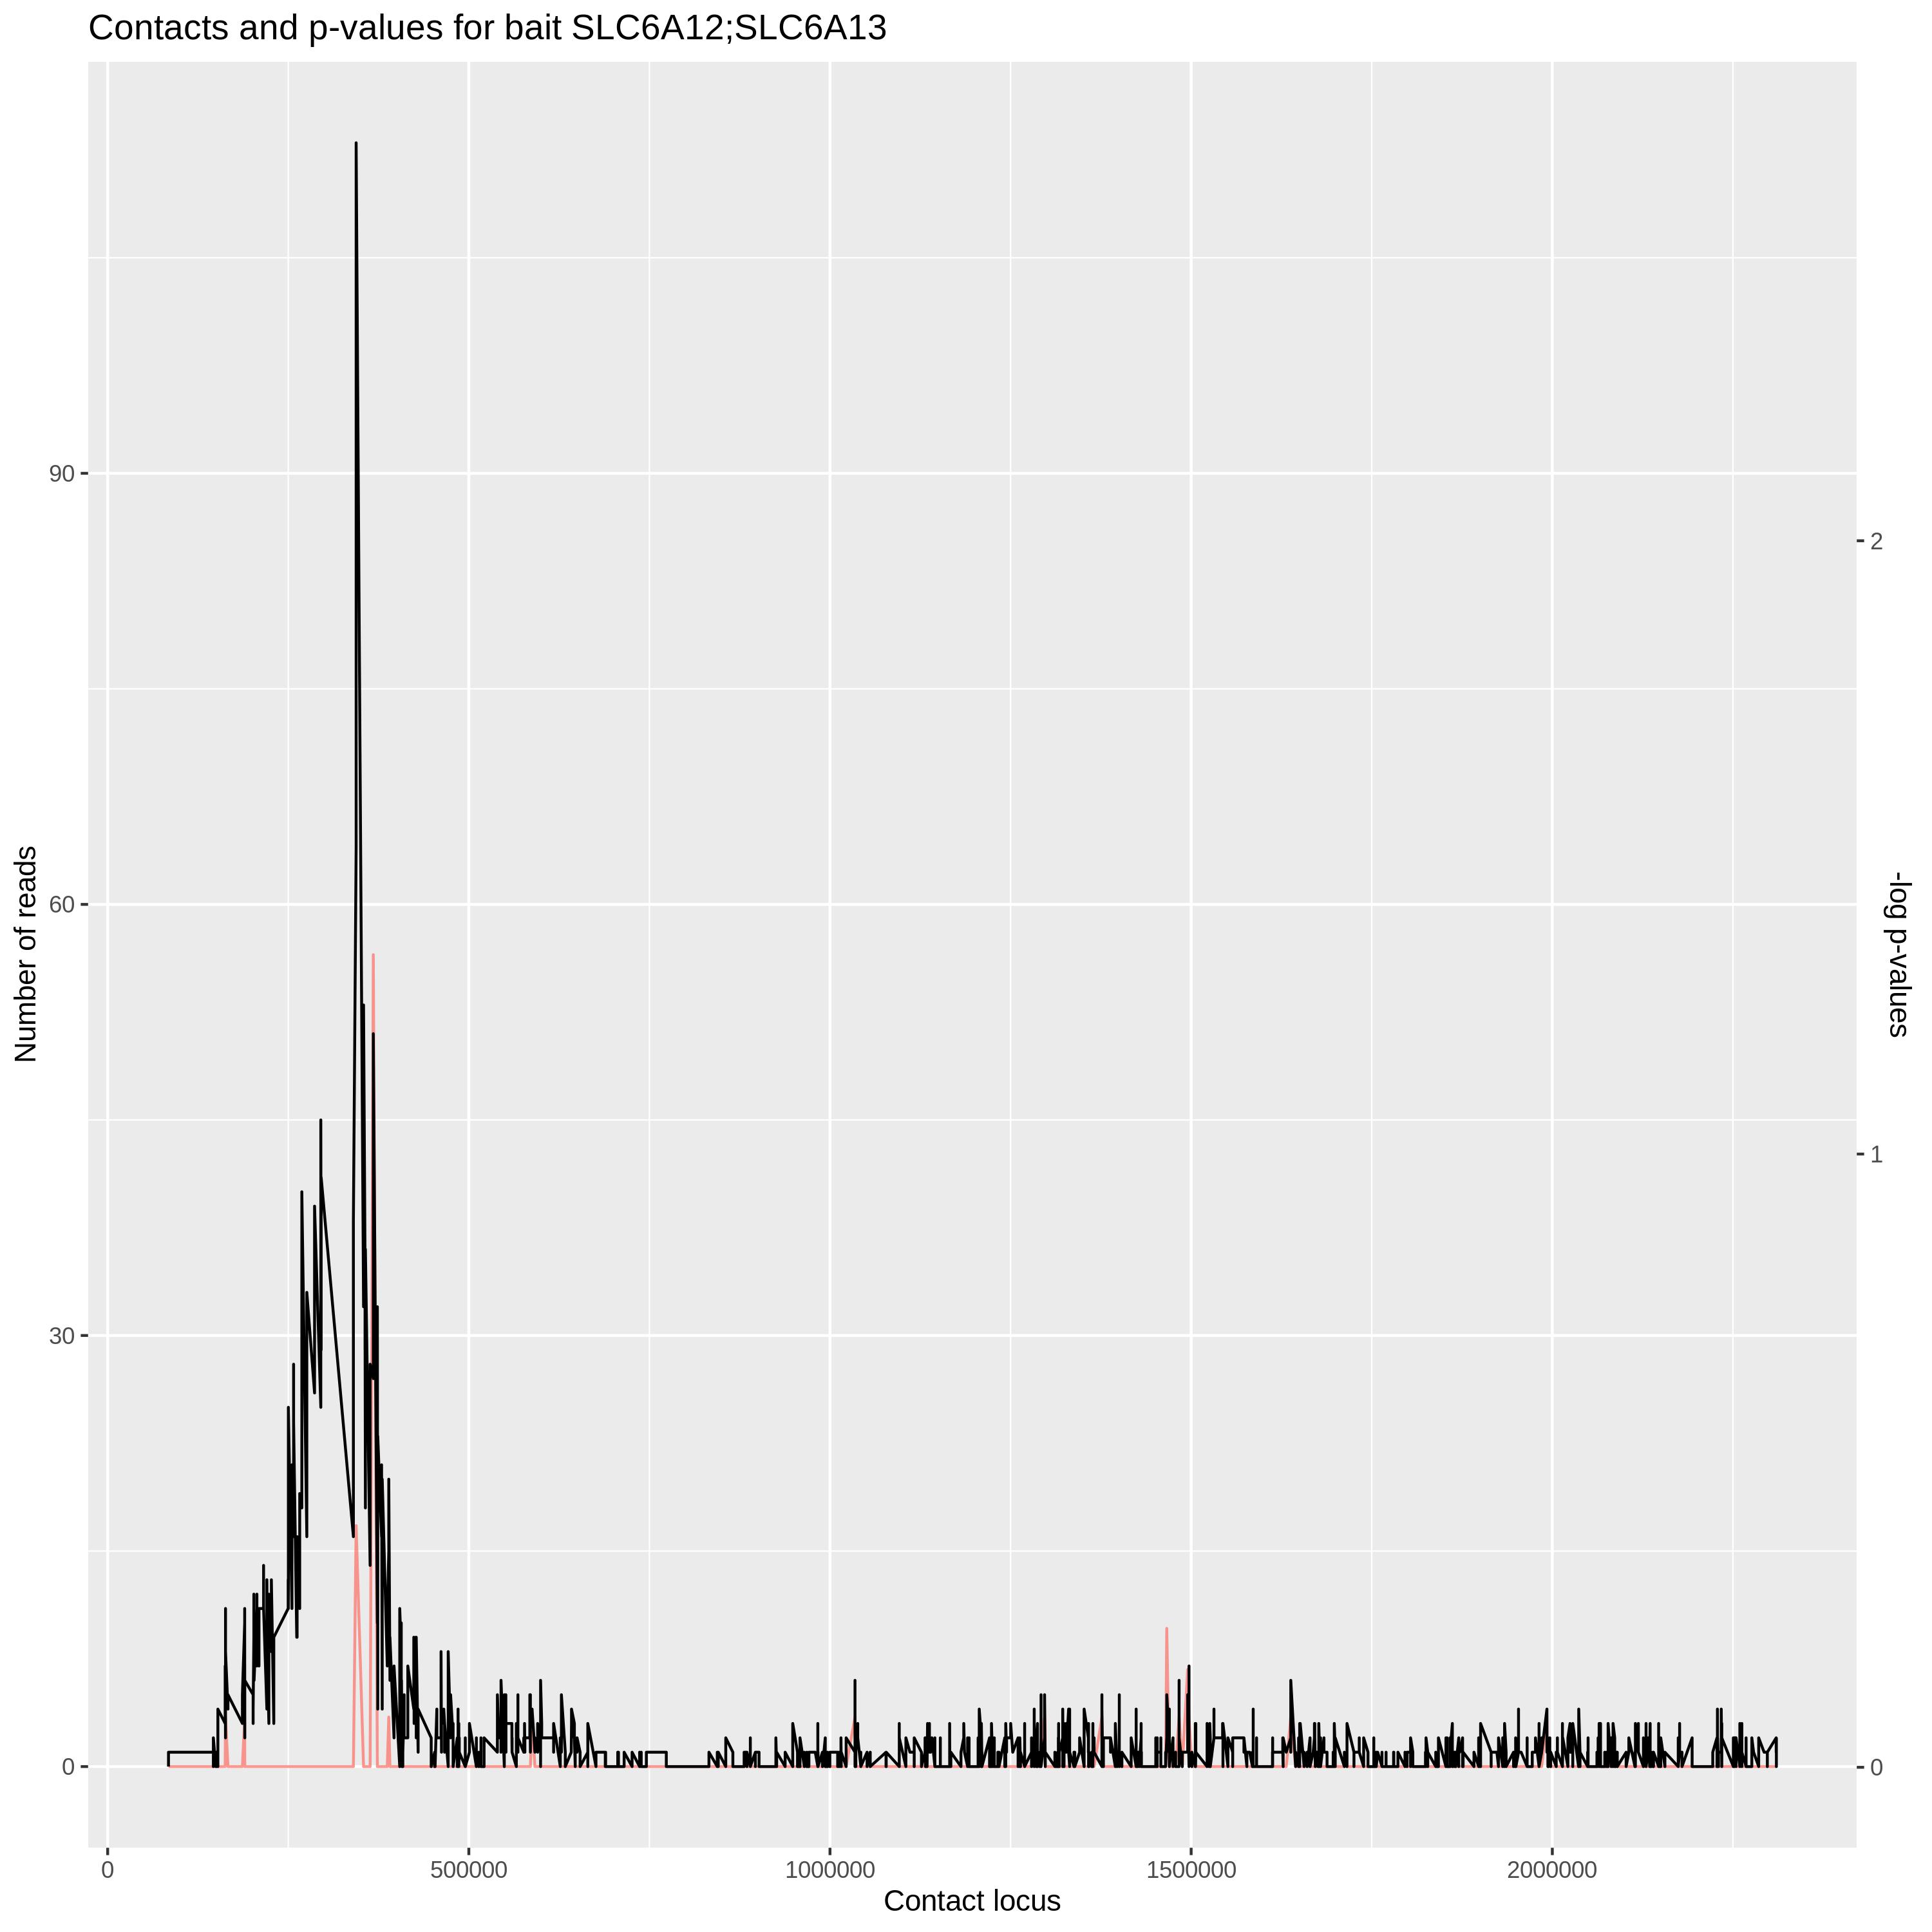 Contacts and p-values for bait SLC6A12;SLC6A13
Number of reads
90
60
30
0
2
1
0
-log p-values
0 500000 1000000 1500000 2000000
Contact locus